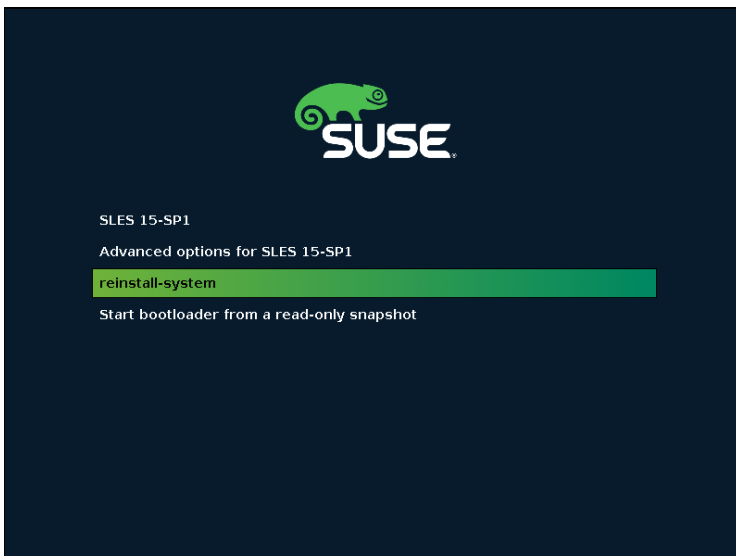 SUSE
SLES 15-SP1
Advanced options for SLES 15-SP1
reinstall-system
Start bootloader from a read-only snapshot